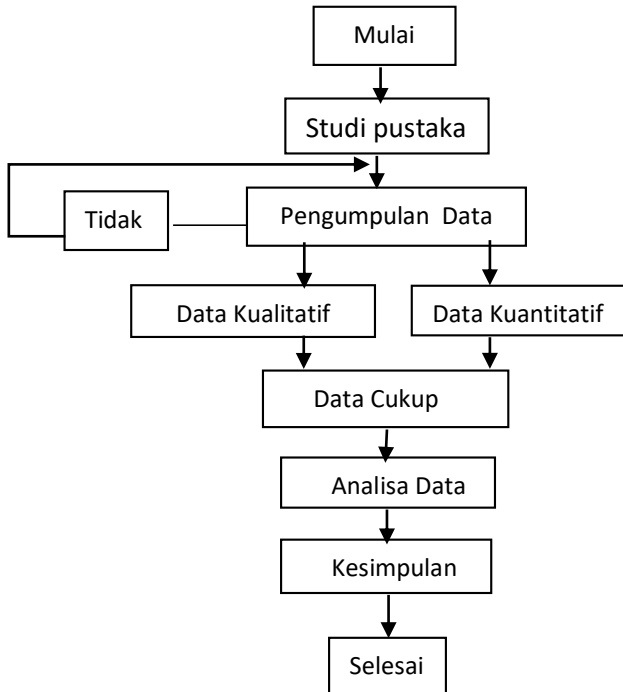 Mulai
Studi pustaka
Tidak
Pengumpulan Data
Data Kualitatif
Data Kuantitatif
Data Cukup
Analisa Data
Kesimpulan
Selesai